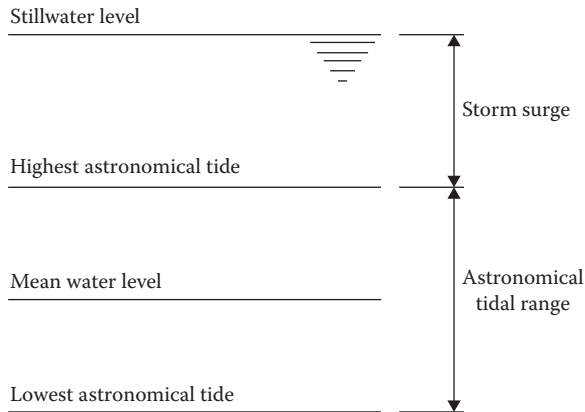 Stillwater level
Storm surge
Highest astronomical tide
Mean water level
Astronomical
tidal range
Lowest astronomical tide